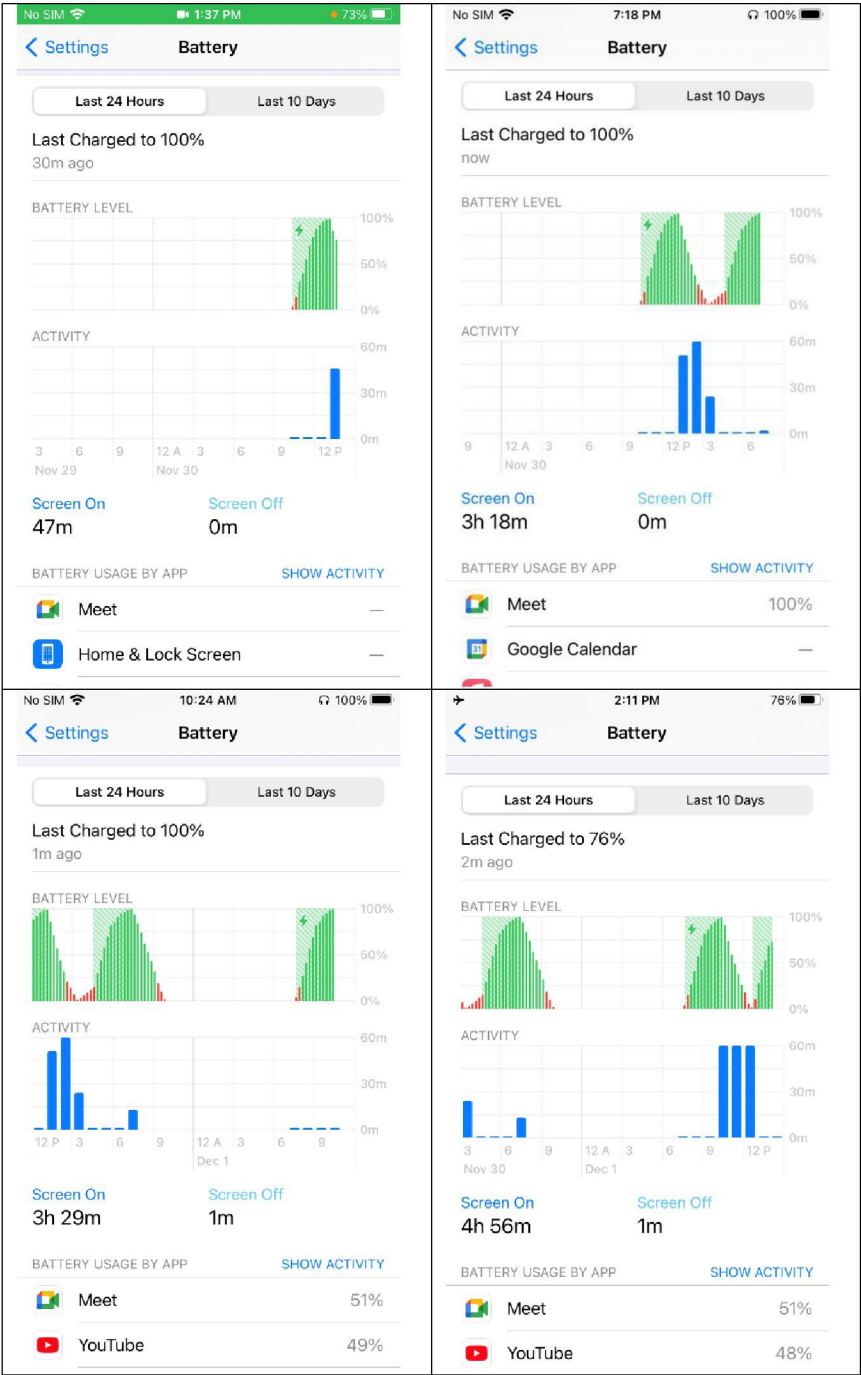 No SIM 1:37 PM 73%
Settings Battery
Last 24 Hours Last 10 Days
Last Charged to 100%
30m ago
BATTERY LEVEL
100%
50%
0%
ACTIVITY
60m
30m
0m
3 6 9 12 A 3 6 9 12 P
Nov 29 Nov 30
Screen On Screen Off
47m 0m
BATTERY USAGE BY APP SHOW ACTIVITY
Meet —
Home & Lock Screen —
No SIM 7:18 PM 100%
Settings Battery
Last 24 Hours Last 10 Days
Last Charged to 100%
now
BATTERY LEVEL
100%
50%
0%
ACTIVITY
60m
30m
0m
9 12 A 3 6 9 12 P 3 6
Nov 30
Screen On Screen Off
3h 18m 0m
BATTERY USAGE BY APP SHOW ACTIVITY
Meet 100%
31 Google Calendar —
No SIM 10:24 AM 100%
Settings Battery
Last 24 Hours Last 10 Days
Last Charged to 100%
1m ago
BATTERY LEVEL
100%
50%
0%
ACTIVITY
60m
30m
0m
12 P 3 6 9 12 A 3 6 9
Dec 1
Screen On Screen Off
3h 29m 1m
BATTERY USAGE BY APP SHOW ACTIVITY
Meet 51%
YouTube 49%
2:11 PM 76%
Settings Battery
Last 24 Hours Last 10 Days
Last Charged to 76%
2m ago
BATTERY LEVEL
100%
50%
0%
ACTIVITY
60m
30m
0m
3 6 9 12 A 3 6 9 12 P
Nov 30 Dec 1
Screen On Screen Off
4h 56m 1m
BATTERY USAGE BY APP SHOW ACTIVITY
Meet 51%
YouTube 48%